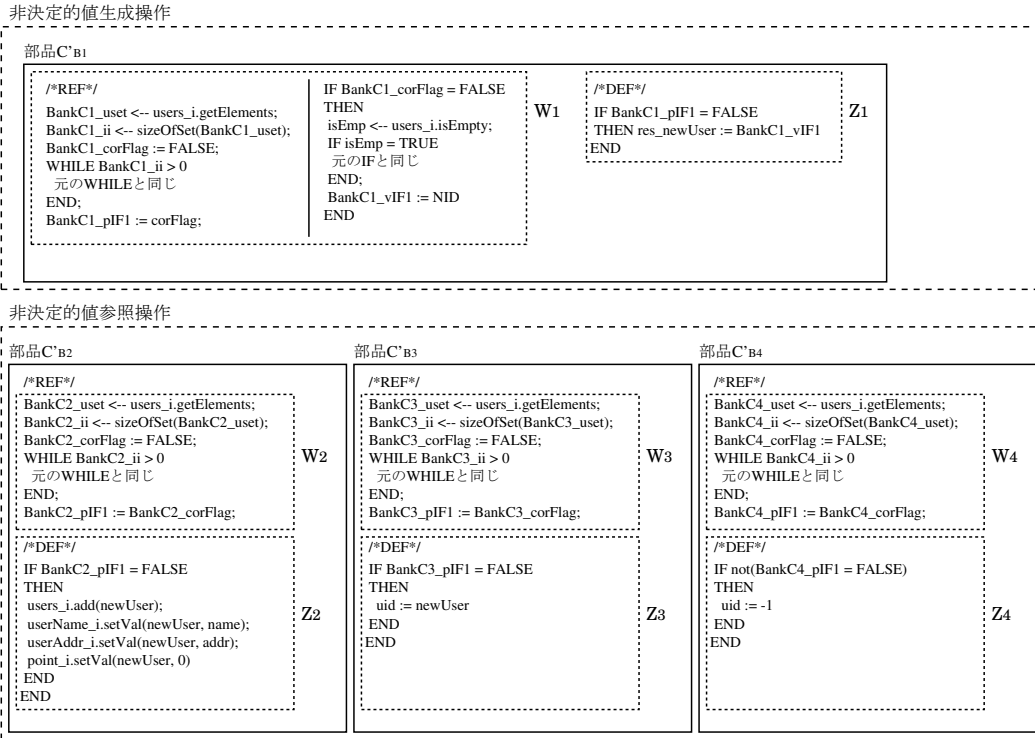 非決定的値生成操作
部品C'B1
/*REF*/
BankC1_uset <-- users_i.getElements;
BankC1_ii <-- sizeOfSet(BankC1_uset);
BankC1_corFlag := FALSE;
WHILE BankC1_ii > 0
元のWHILEと同じ
END;
BankC1_pIF1 := corFlag;
IF BankC1_corFlag = FALSE
THEN
isEmp <-- users_i.isEmpty;
IF isEmp = TRUE
元のIFと同じ
END;
BankC1_vIF1 := NID
END
W1
/*DEF*/
IF BankC1_pIF1 = FALSE
THEN res_newUser := BankC1_vIF1
END
Z1
非決定的値参照操作
部品C'B2
/*REF*/
BankC2_uset <-- users_i.getElements;
BankC2_ii <-- sizeOfSet(BankC2_uset);
BankC2_corFlag := FALSE;
WHILE BankC2_ii > 0
元のWHILEと同じ
END;
BankC2_pIF1 := BankC2_corFlag;
W2
/*DEF*/
IF BankC2_pIF1 = FALSE
THEN
users_i.add(newUser);
userName_i.setVal(newUser, name);
userAddr_i.setVal(newUser, addr);
point_i.setVal(newUser, 0)
END
END
Z2
部品C'B3
/*REF*/
BankC3_uset <-- users_i.getElements;
BankC3_ii <-- sizeOfSet(BankC3_uset);
BankC3_corFlag := FALSE;
WHILE BankC3_ii > 0
元のWHILEと同じ
END;
BankC3_pIF1 := BankC3_corFlag;
W3
/*DEF*/
IF BankC3_pIF1 = FALSE
THEN
uid := newUser
END
END
Z3
部品C'B4
/*REF*/
BankC4_uset <-- users_i.getElements;
BankC4_ii <-- sizeOfSet(BankC4_uset);
BankC4_corFlag := FALSE;
WHILE BankC4_ii > 0
元のWHILEと同じ
END;
BankC4_pIF1 := BankC4_corFlag;
W4
/*DEF*/
IF not(BankC4_pIF1 = FALSE)
THEN
uid := -1
END
END
Z4